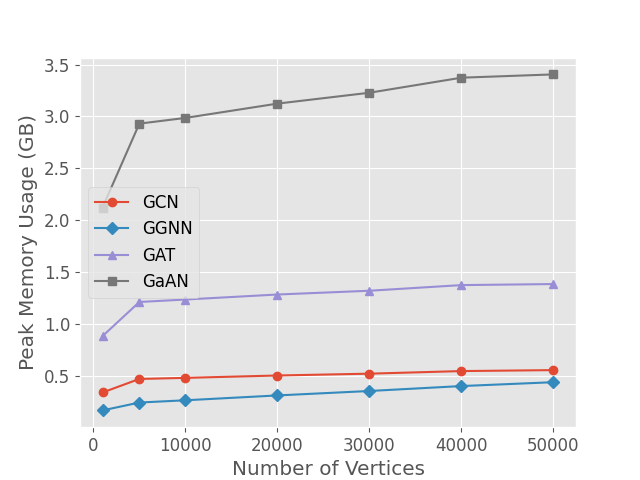 3.5
3.0
2.5
2.0
1.5
1.0
0.5
Peak Memory Usage (GB)
GCN
GGNN
GAT
GaAN
0 10000 20000 30000 40000 50000
Number of Vertices